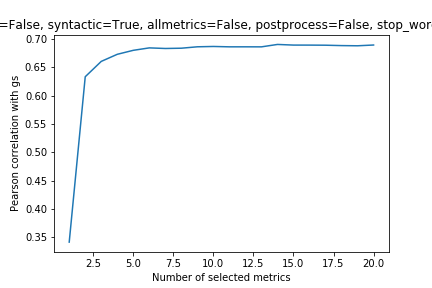 =False, syntactic=True, allmetrics=False, postprocess=False, stop_wor
0.70
0.65
0.60
0.55
0.50
0.45
0.40
0.35
Pearson correlation with gs
2.5 5.0 7.5 10.0 12.5 15.0 17.5 20.0
Number of selected metrics